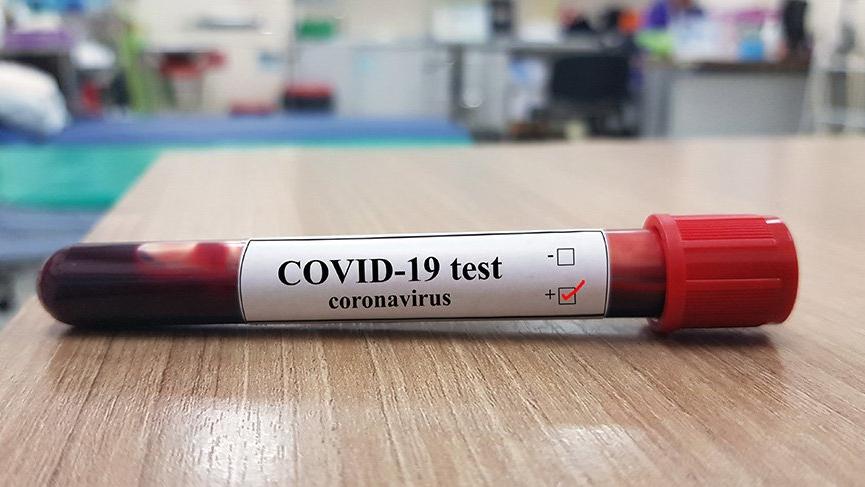 COVID-19 test
coronavirus
-
+